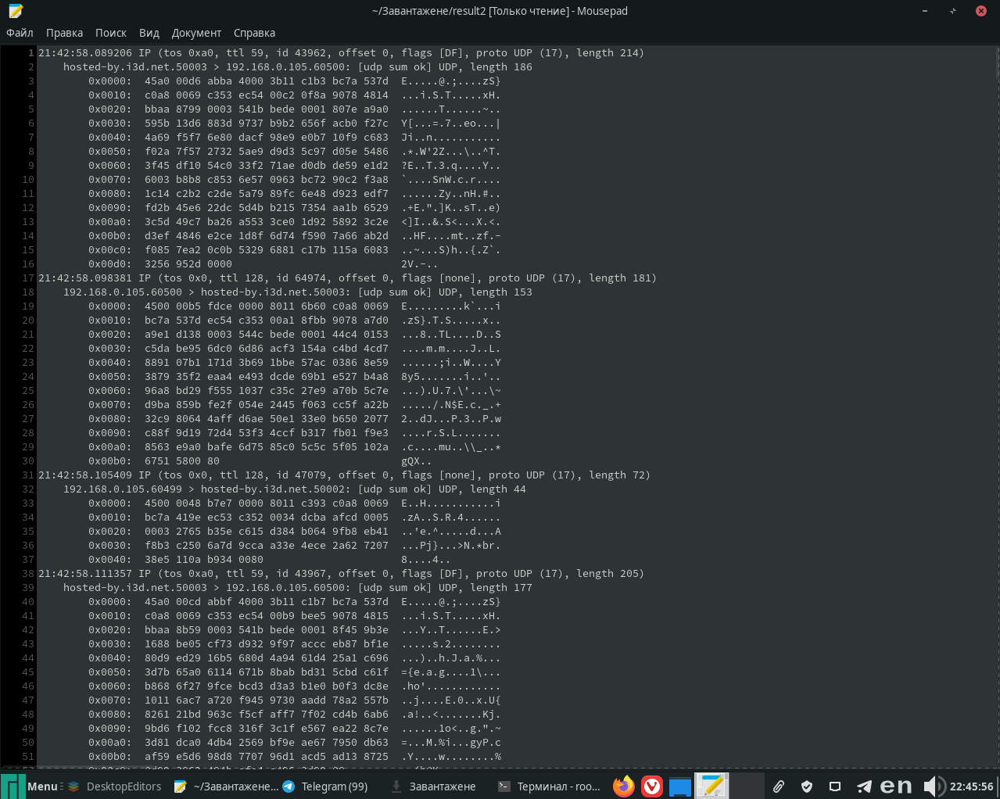 ~/Завантажене/result2 [Только чтение] - Mousepad
Файл Правка Поиск Вид Документ Справка
1 21:42:58.089206 IP (tos 0xa0, ttl 59, id 43962, offset 0, flags [DF], proto UDP (17), length 214)
2 hosted-by.i3d.net.50003 > 192.168.0.105.60500: [udp sum ok] UDP, length 186
3 0x0000: 45a0 00d6 abba 4000 3b11 c1b3 bc7a 537d E.....@.;....zS}
4 0x0010: c0a8 0069 c353 ec54 00c2 0f8a 9078 4814 ...i.S.T.....xH.
5 0x0020: bbaa 8799 0003 541b bede 0001 807e a9a0 ......T......~..
6 0x0030: 595b 13d6 883d 9737 b9b2 656f acb0 f27c Y[...=.7..eo...|
7 0x0040: 4a69 f5f7 6e80 dacf 98e9 e0b7 10f9 c683 Ji..n...........
8 0x0050: f02a 7f57 2732 5ae9 d9d3 5c97 d05e 5486 .*.W'2Z...\..^T.
9 0x0060: 3f45 df10 54c0 33f2 71ae d0db de59 e1d2 ?E..T.3.q....Y..
10 0x0070: 6003 b8b8 c853 6e57 0963 bc72 90c2 f3a8 `....SnW.c.r....
11 0x0080: 1c14 c2b2 c2de 5a79 89fc 6e48 d923 edf7 ......Zy..nH.#..
12 0x0090: fd2b 45e6 22dc 5d4b b215 7354 aa1b 6529 .+E.".]K..sT..e)
13 0x00a0: 3c5d 49c7 ba26 a553 3ce0 1d92 5892 3c2e <]I..&.S<...X.<.
14 0x00b0: d3ef 4846 e2ce 1d8f 6d74 f590 7a66 ab2d ..HF....mt..zf.-
15 0x00c0: f085 7ea2 0c0b 5329 6881 c17b 115a 6083 ..~...S)h..{.Z`.
16 0x00d0: 3256 952d 0000 2V.-..
17 21:42:58.098381 IP (tos 0x0, ttl 128, id 64974, offset 0, flags [none], proto UDP (17), length 181)
18 192.168.0.105.60500 > hosted-by.i3d.net.50003: [udp sum ok] UDP, length 153
19 0x0000: 4500 00b5 fdce 0000 8011 6b60 c0a8 0069 E.........k`...i
20 0x0010: bc7a 537d ec54 c353 00a1 8fbb 9078 a7d0 .zS}.T.S.....x..
21 0x0020: a9e1 d138 0003 544c bede 0001 44c4 0153 ...8..TL....D..S
22 0x0030: c5da be95 6dc0 6d86 acf3 154a c4bd 4cd7 ....m.m....J..L.
23 0x0040: 8891 07b1 171d 3b69 1bbe 57ac 0386 8e59 ......;i..W....Y
24 0x0050: 3879 35f2 eaa4 e493 dcde 69b1 e527 b4a8 8y5.......i..'..
25 0x0060: 96a8 bd29 f555 1037 c35c 27e9 a70b 5c7e ...).U.7.\'...\~
26 0x0070: d9ba 859b fe2f 054e 2445 f063 cc5f a22b ...../.N$E.c._.+
27 0x0080: 32c9 8064 4aff d6ae 50e1 33e0 b650 2077 2..dJ...P.3..P.w
28 0x0090: c88f 9d19 72d4 53f3 4ccf b317 fb01 f9e3 ....r.S.L.......
29 0x00a0: 8563 e9a0 bafe 6d75 85c0 5c5c 5f05 102a .c....mu..\\_..*
30 0x00b0: 6751 5800 80 gQX..
31 21:42:58.105409 IP (tos 0x0, ttl 128, id 47079, offset 0, flags [none], proto UDP (17), length 72)
32 192.168.0.105.60499 > hosted-by.i3d.net.50002: [udp sum ok] UDP, length 44
33 0x0000: 4500 0048 b7e7 0000 8011 c393 c0a8 0069 E..H...........i
34 0x0010: bc7a 419e ec53 c352 0034 dcba afcd 0005 .zA..S.R.4......
35 0x0020: 0003 2765 b35e c615 d384 b064 9fb8 eb41 ..'e.^.....d...A
36 0x0030: f8b3 c250 6a7d 9cca a33e 4ece 2a62 7207 ...Pj}...>N.*br.
37 0x0040: 38e5 110a b934 0080 8....4..
38 21:42:58.111357 IP (tos 0xa0, ttl 59, id 43967, offset 0, flags [DF], proto UDP (17), length 205)
39 hosted-by.i3d.net.50003 > 192.168.0.105.60500: [udp sum ok] UDP, length 177
40 0x0000: 45a0 00cd abbf 4000 3b11 c1b7 bc7a 537d E.....@.;....zS}
41 0x0010: c0a8 0069 c353 ec54 00b9 bee5 9078 4815 ...i.S.T.....xH.
42 0x0020: bbaa 8b59 0003 541b bede 0001 8f45 9b3e ...Y..T......E.>
43 0x0030: 1688 be05 cf73 d932 9f97 accc eb87 bf1e .....s.2........
44 0x0040: 80d9 ed29 16b5 680d 4a94 61d4 25a1 c696 ...)..h.J.a.%...
45 0x0050: 3d7b 65a0 6114 671b 8bab bd31 5cbd c61f ={e.a.g....1\...
46 0x0060: b868 6f27 9fce bcd3 d3a3 b1e0 b0f3 dc8e .ho'............
47 0x0070: 1011 6ac7 a720 f945 9730 aadd 78a2 557b ..j....E.0..x.U{
48 0x0080: 8261 21bd 963c f5cf aff7 7f02 cd4b 6ab6 .a!..<.......Kj.
49 0x0090: 9bd6 f102 fcc8 316f 3c1f e567 ea22 8c7e ......1o<..g.".~
50 0x00a0: 3d81 dca0 4db4 2569 bf9e ae67 7950 db63 =...M.%i...gyP.c
51 0x00b0: af59 e5d6 98d8 7707 96d1 acd5 ad13 8725 .Y....w........%
Menu DesktopEditors ~/Завантажене... Telegram (99) Завантажене Терминал - roo... en 22:45:56